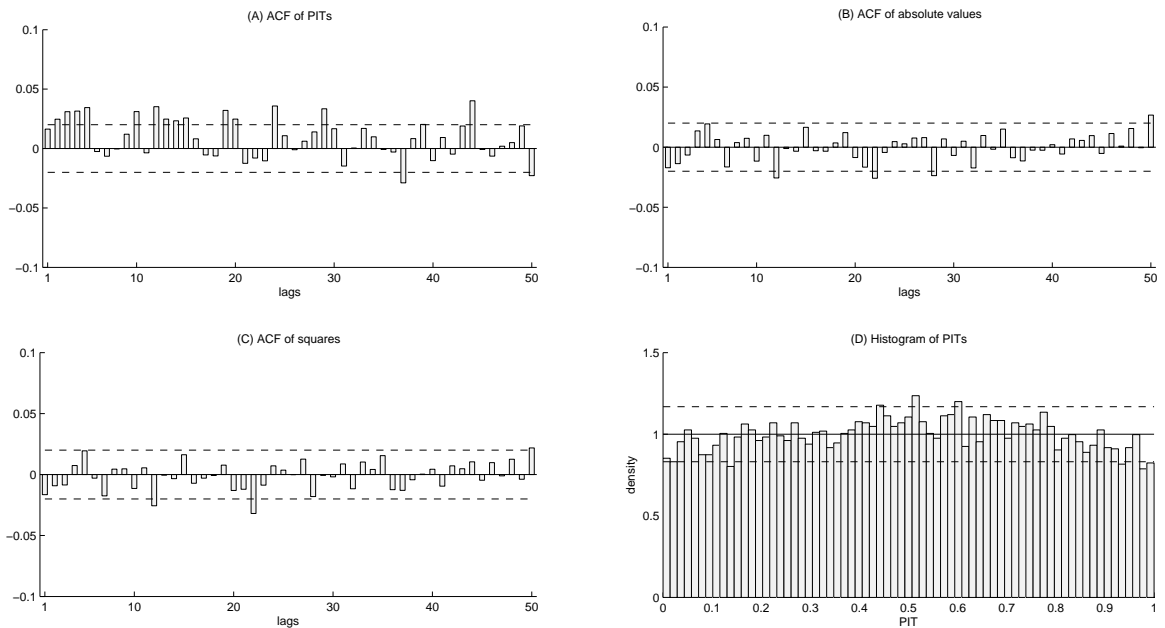 (A) ACF of PITs
0.1
0.05
0
−0.05
−0.1
1 10 20 30 40 50
lags
(B) ACF of absolute values
0.1
0.05
0
−0.05
−0.1
1 10 20 30 40 50
lags
(C) ACF of squares
0.1
0.05
0
−0.05
−0.1
1 10 20 30 40 50
lags
(D) Histogram of PITs
1.5
1
0.5
0
density
0 0.1 0.2 0.3 0.4 0.5 0.6 0.7 0.8 0.9 1
PIT